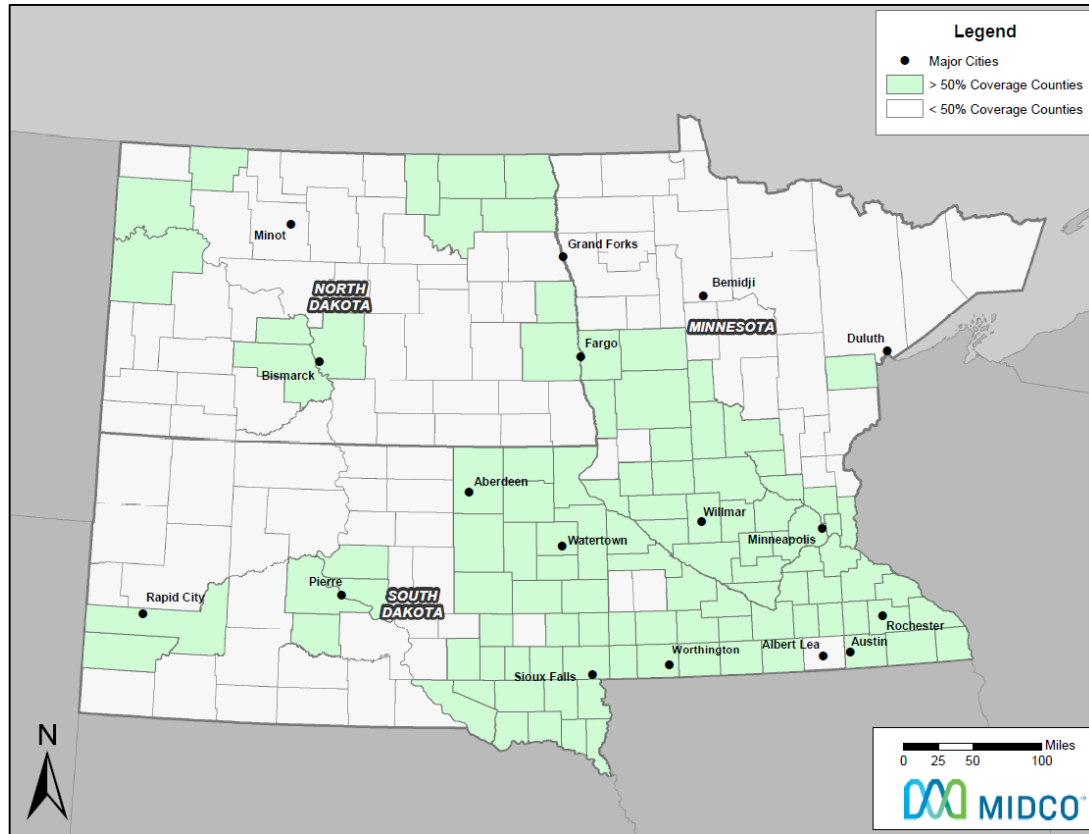 Legend
Major Cities
> 50% Coverage Counties
< 50% Coverage Counties
Minot
Grand Forks
Bemidji
NORTH
DAKOTA
MINNESOTA
Duluth
Fargo
Bismarck
Aberdeen
Willmar
Watertown
Minneapolis
Pierre
Rapid City
SOUTH
DAKOTA
Rochester
Austin
Albert Lea
Worthington
Sioux Falls
N
Miles
0 25 50 100
MIDCO